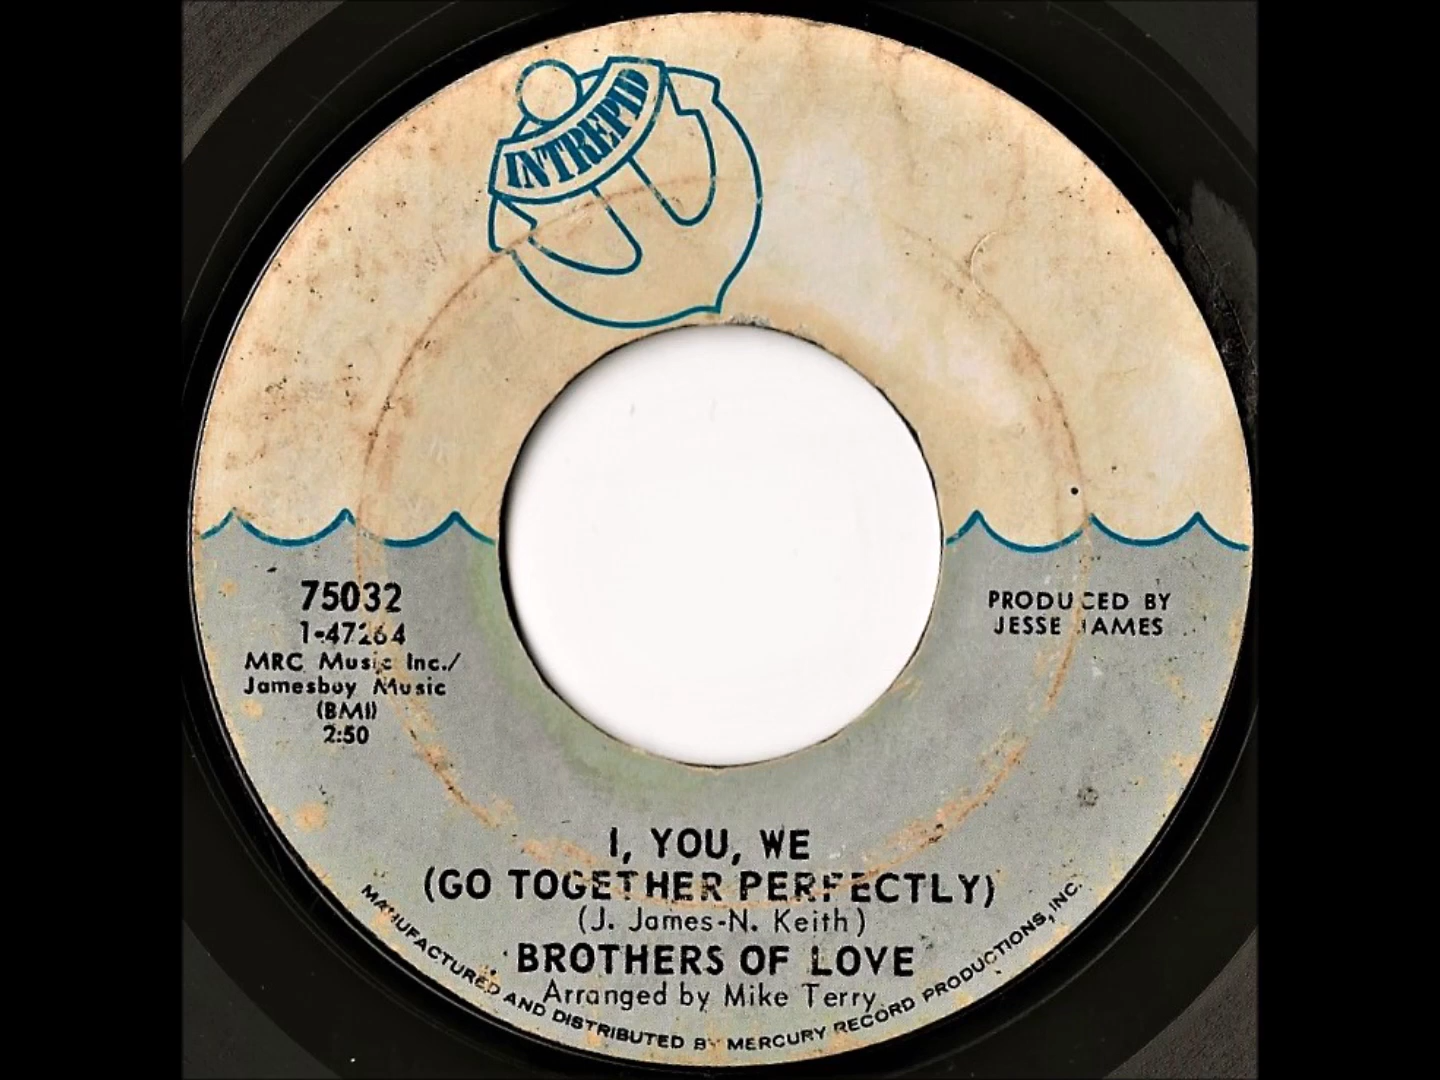 INTREPID
75032
1-47264
MRC Music Inc./
Jamesboy Music
(BMI)
2:50
PRODUCED BY
JESSE JAMES
I, YOU, WE
(GO TOGETHER PERFECTLY)
(J. James-N. Keith)
BROTHERS OF LOVE
Arranged by Mike Terry
MANUFACTURED AND DISTRIBUTED BY MERCURY RECORD PRODUCTIONS, INC.